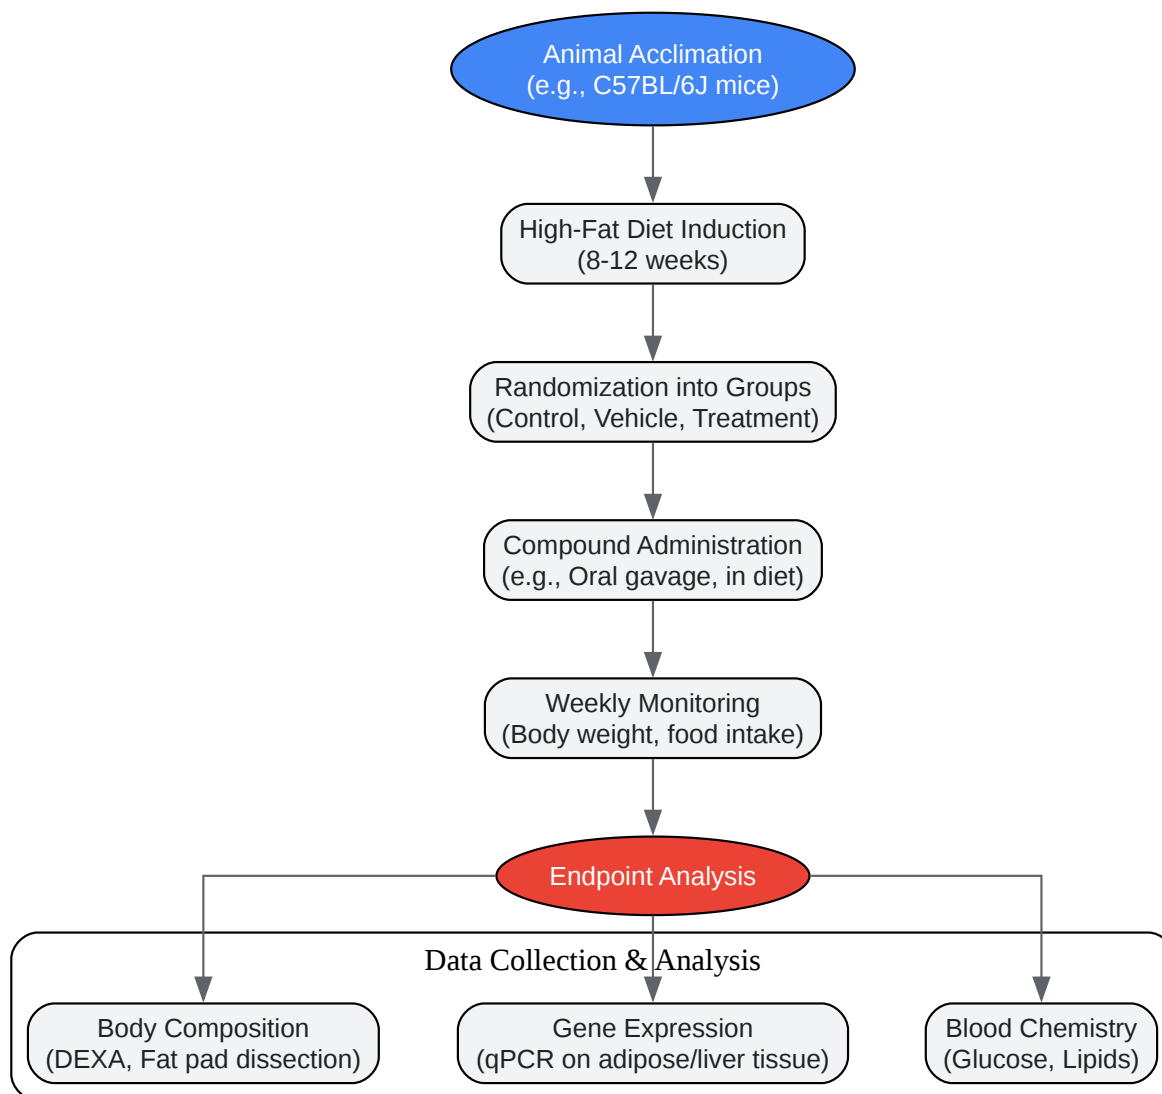 Animal Acclimation
(e.g., C57BL/6J mice)
High-Fat Diet Induction
(8-12 weeks)
Randomization into Groups
(Control, Vehicle, Treatment)
Compound Administration
(e.g., Oral gavage, in diet)
Weekly Monitoring
(Body weight, food intake)
Endpoint Analysis
Data Collection & Analysis
Body Composition
(DEXA, Fat pad dissection)
Gene Expression
(qPCR on adipose/liver tissue)
Blood Chemistry
(Glucose, Lipids)